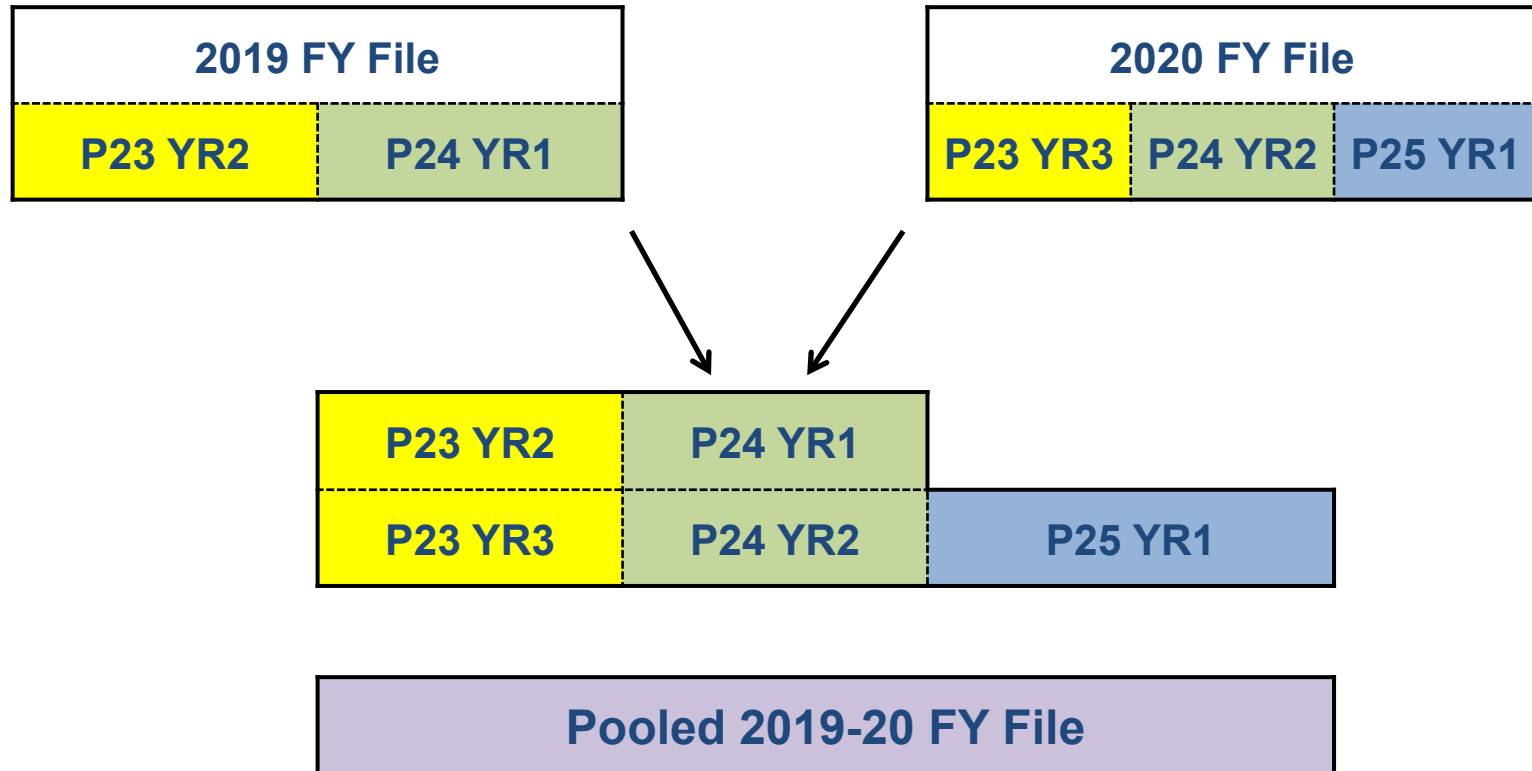 2019 FY File
2020 FY File
P23 YR2 P24 YR1
P23 YR3 P24 YR2 P25 YR1
P23 YR2 P24 YR1
P23 YR3 P24 YR2 P25 YR1
Pooled 2019-20 FY File